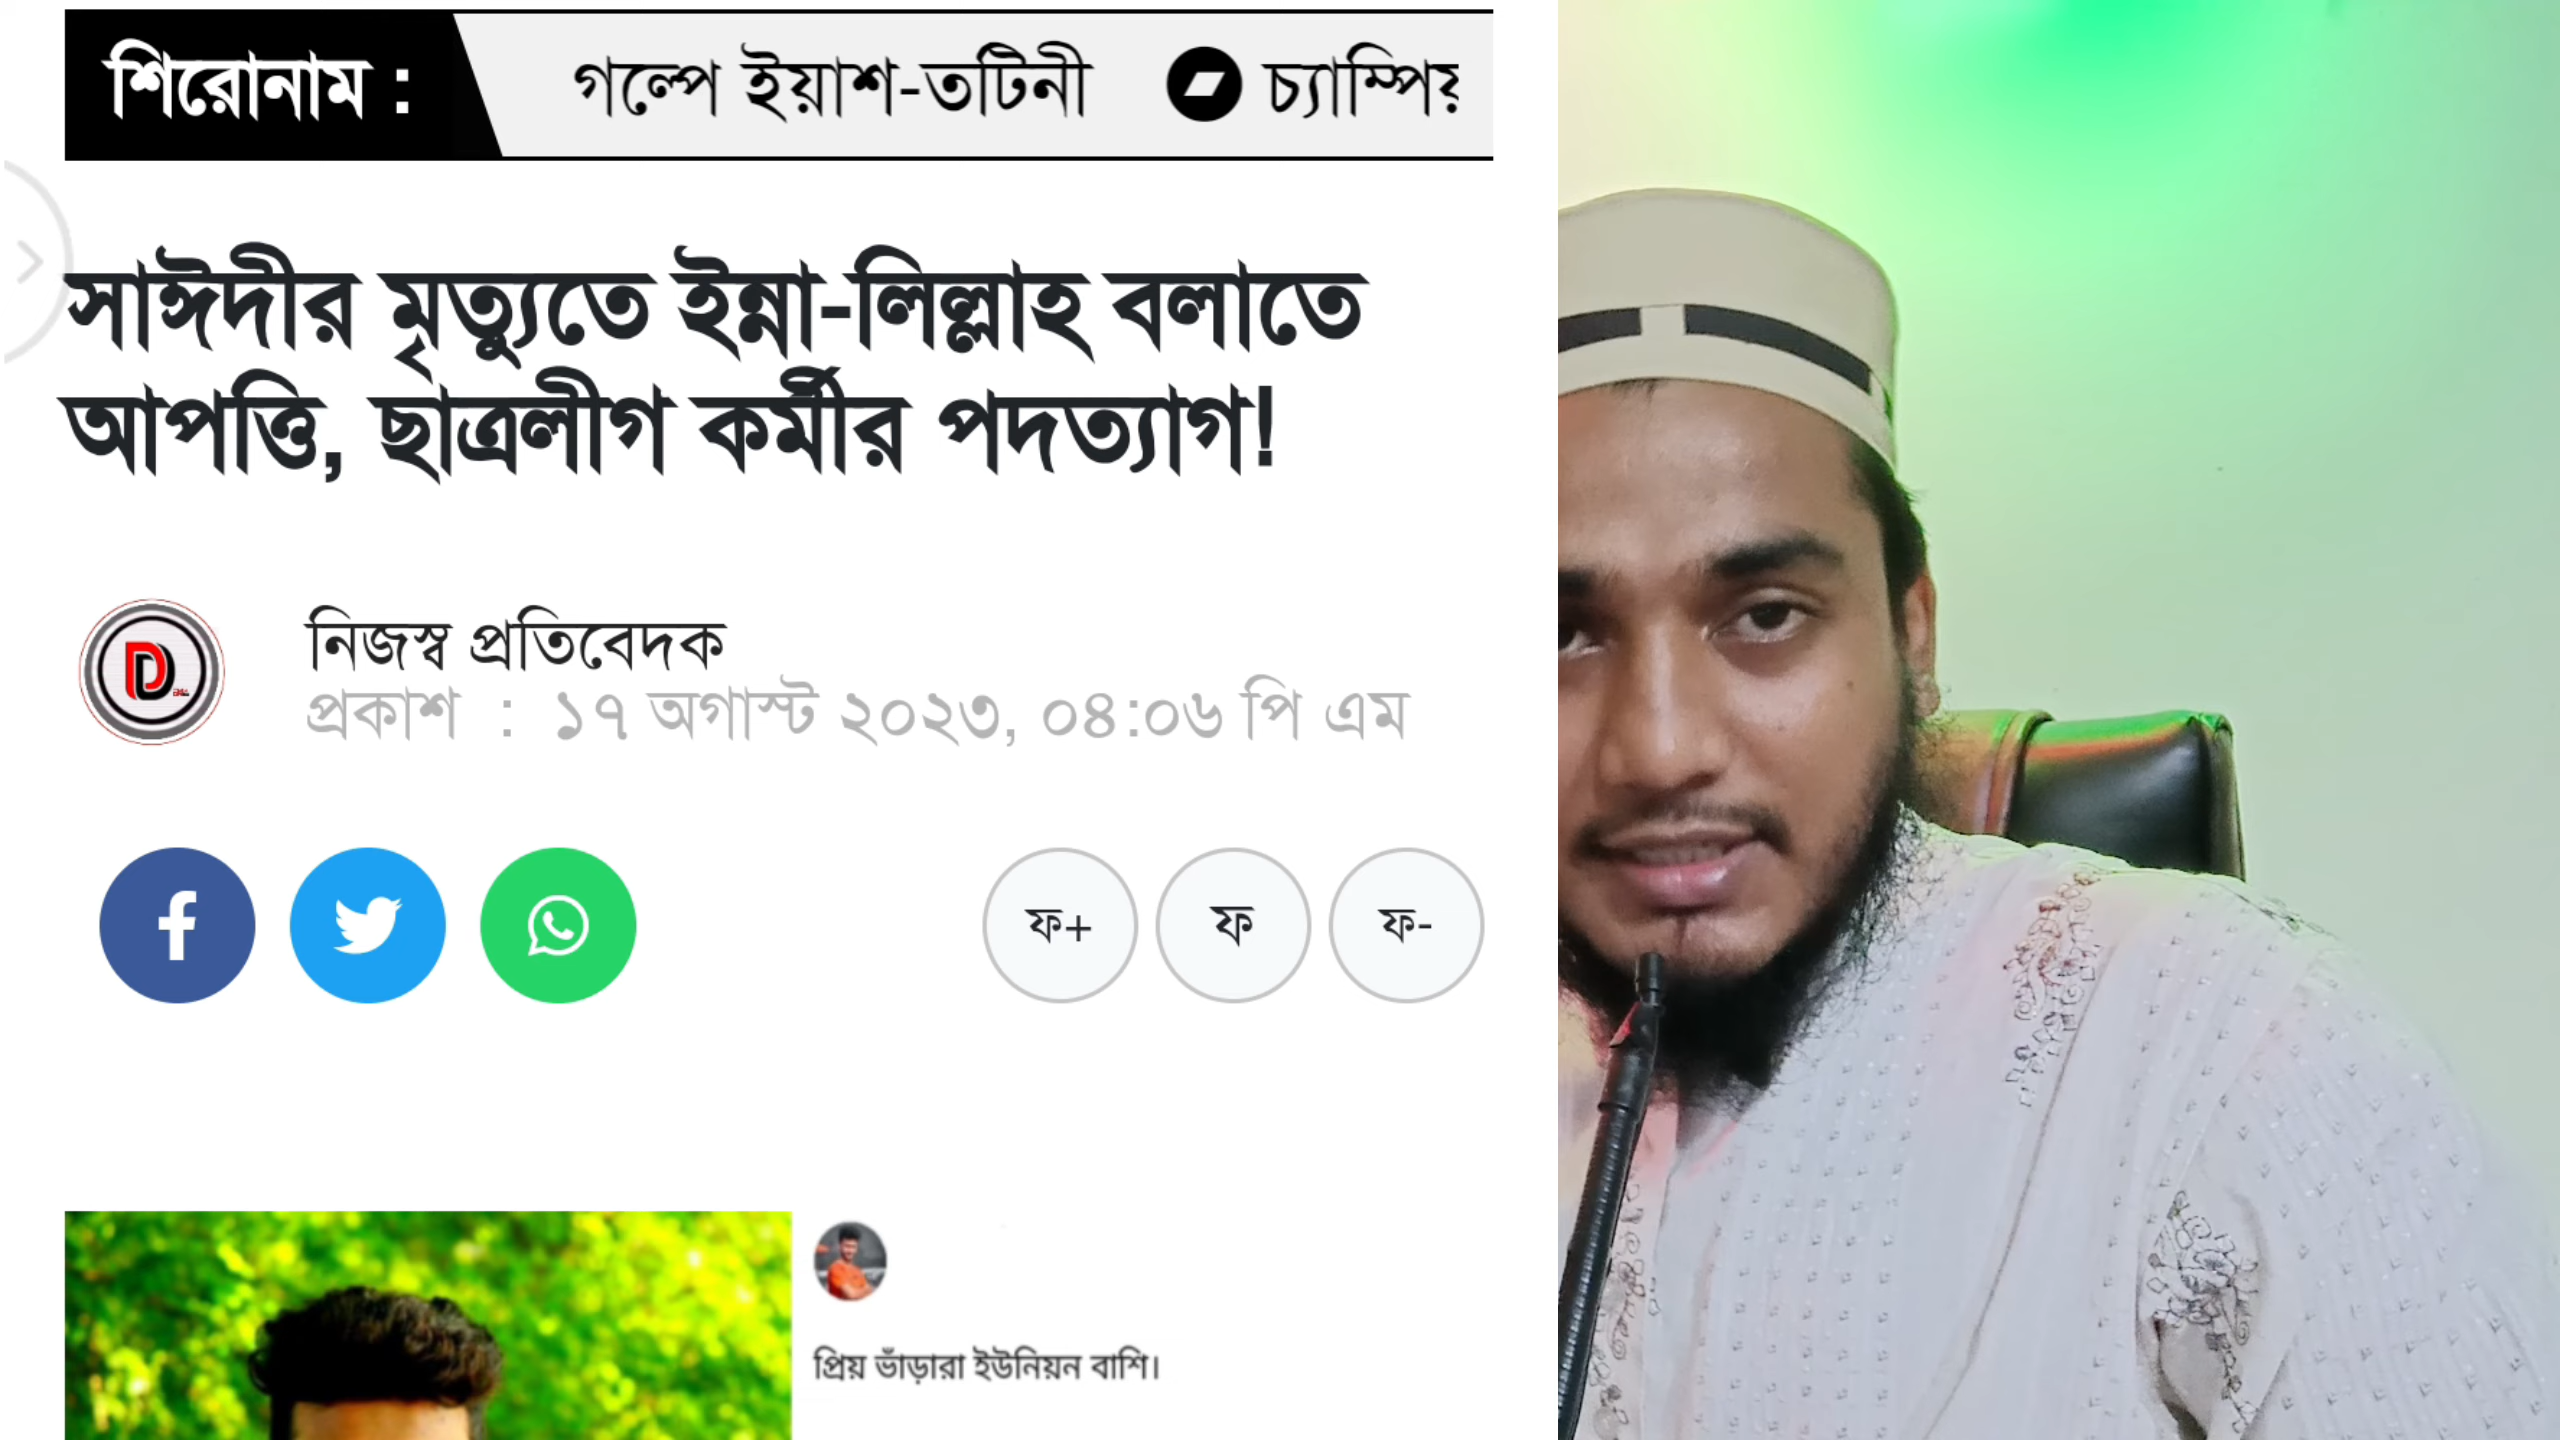 শিরোনাম :
গল্পে ইয়াশ-তটিনী
সাঈদীর মৃত্যুতে ইন্না-লিল্লাহ বলাতে
আপত্তি, ছাত্রলীগ কর্মীর পদত্যাগ!
নিজস্ব প্রতিবেদক
প্রকাশ : ১৭ অগাস্ট ২০২৩, ০৪:০৬ পি এম
ফ+ ফ ফ-
প্রিয় ভাঁড়ারা ইউনিয়ন বাশি।